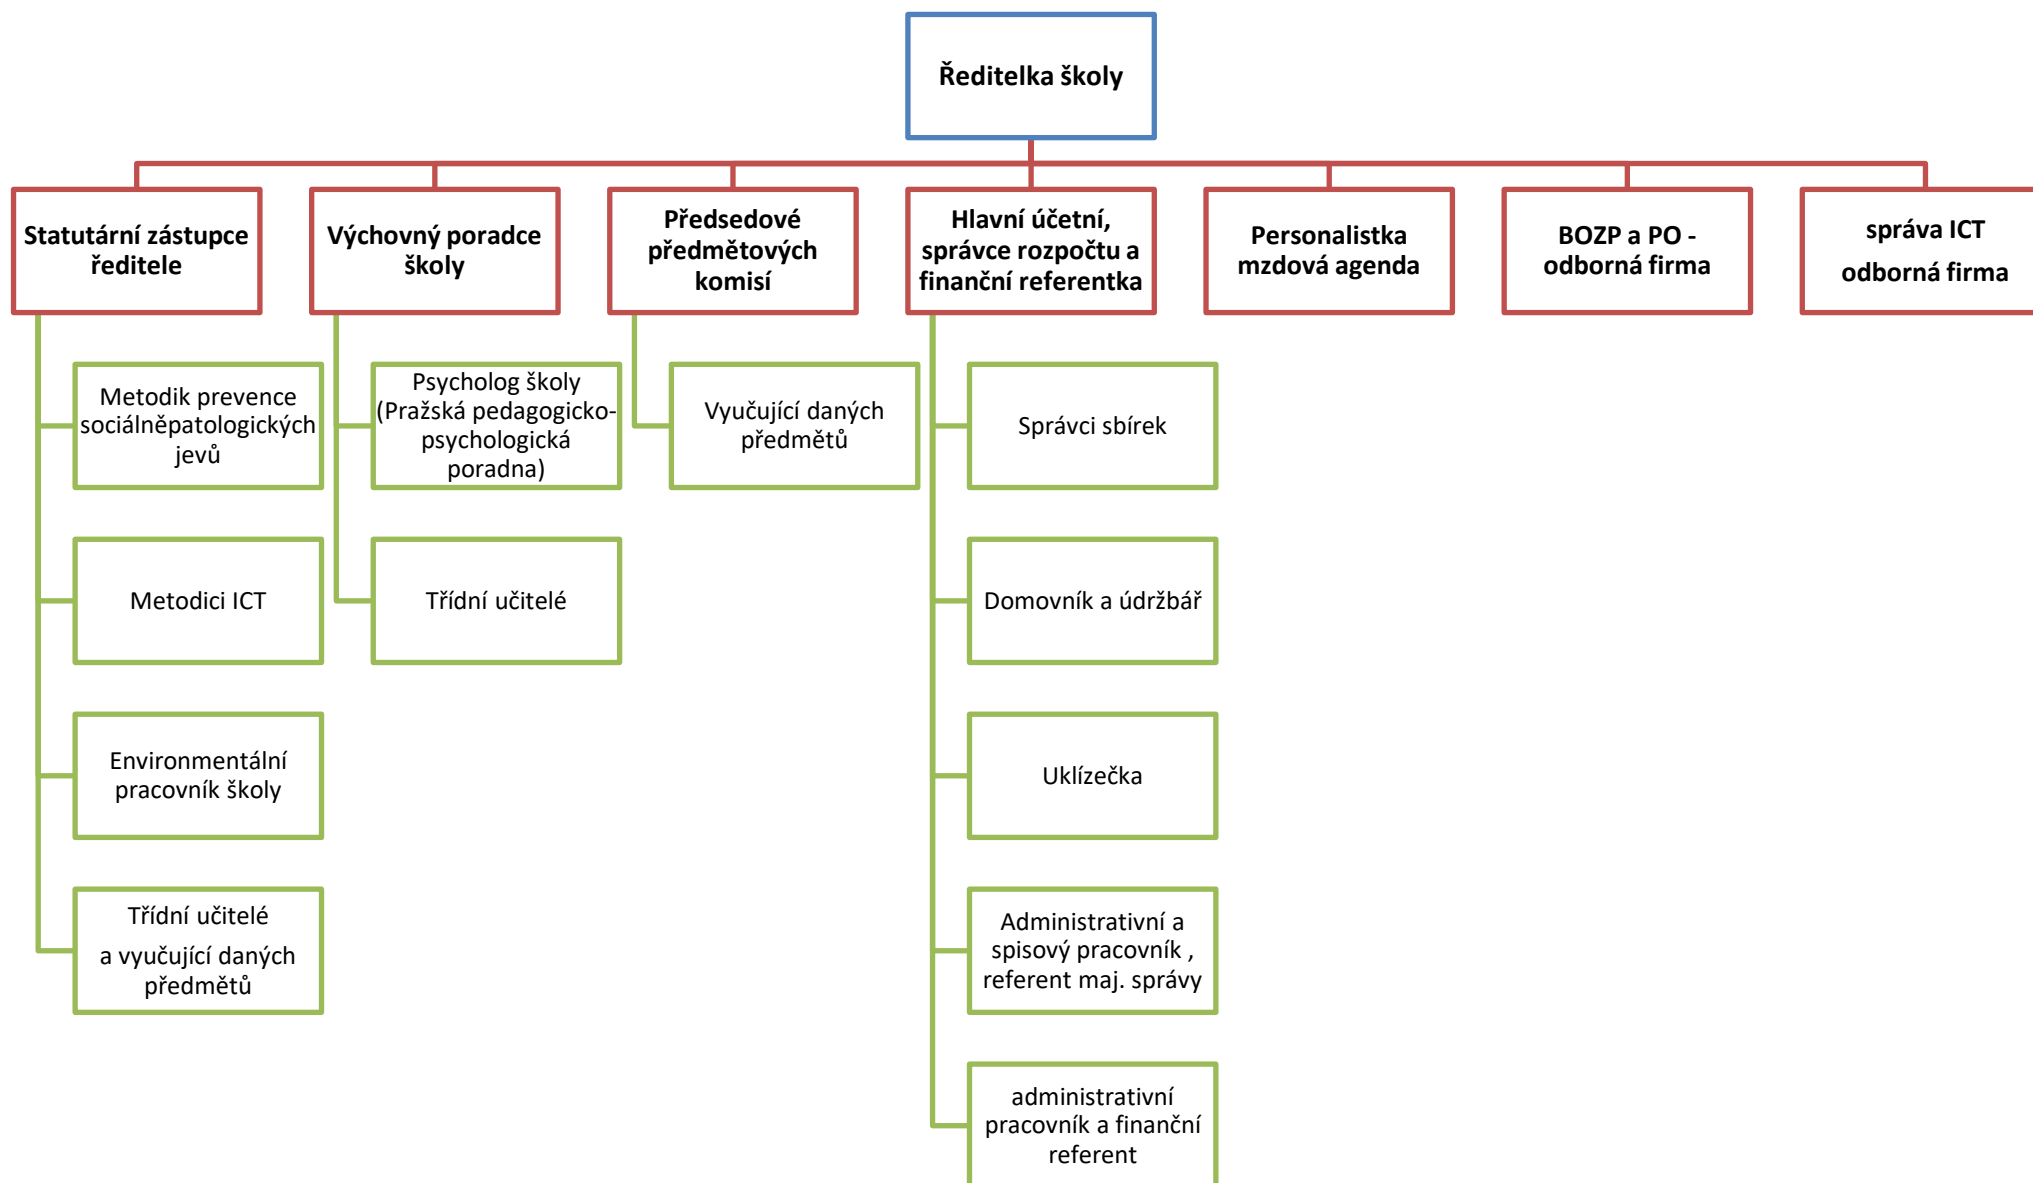 Ředitelka školy
Statutární zástupce
ředitele
Výchovný poradce
školy
Předsedové
předmětových
komisí
Hlavní účetní,
správce rozpočtu a
finanční referentka
Personalistka
mzdová agenda
BOZP a PO -
odborná firma
správa ICT
odborná firma
Metodik prevence
sociálněpatologických
jevů
Psycholog školy
(Pražská pedagogicko-
psychologická
poradna)
Vyučující daných
předmětů
Správci sbírek
Metodici ICT
Třídní učitelé
Domovník a údržbář
Environmentální
pracovník školy
Uklízečka
Třídní učitelé
a vyučující daných
předmětů
Administrativní a
spisový pracovník ,
referent maj. správy
administrativní
pracovník a finanční
referent